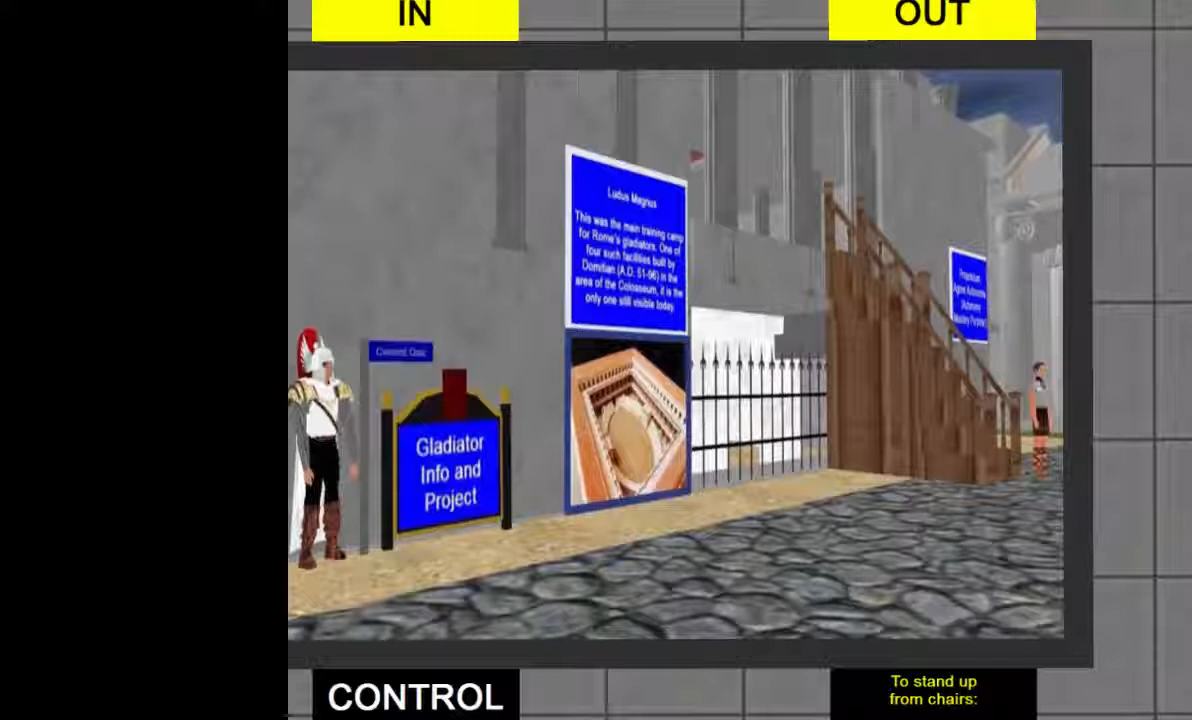 IN
OUT
Ludus Magnus
This was the main training camp
for Rome's gladiators. One of
four such facilities built by
Domitian (A.D. 51-96) in the
area of the Colosseum, it is the
only one still visible today.
Gladiator
Info and
Project
CONTROL
To stand up
from chairs: